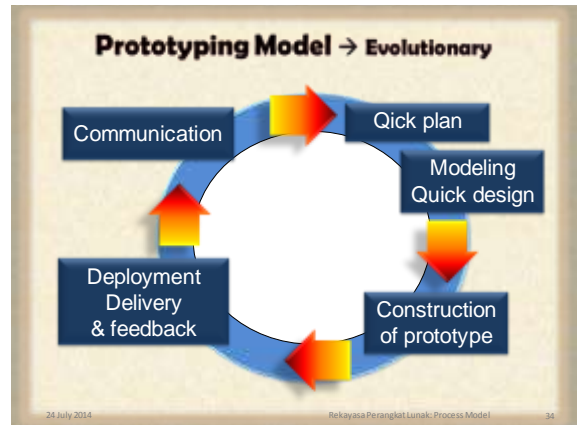 Prototyping Model → Evolutionary
Communication
Qick plan
Modeling
Quick design
Construction
of prototype
Deployment
Delivery
& feedback
24 July 2014
Rekayasa Perangkat Lunak: Process Model
34